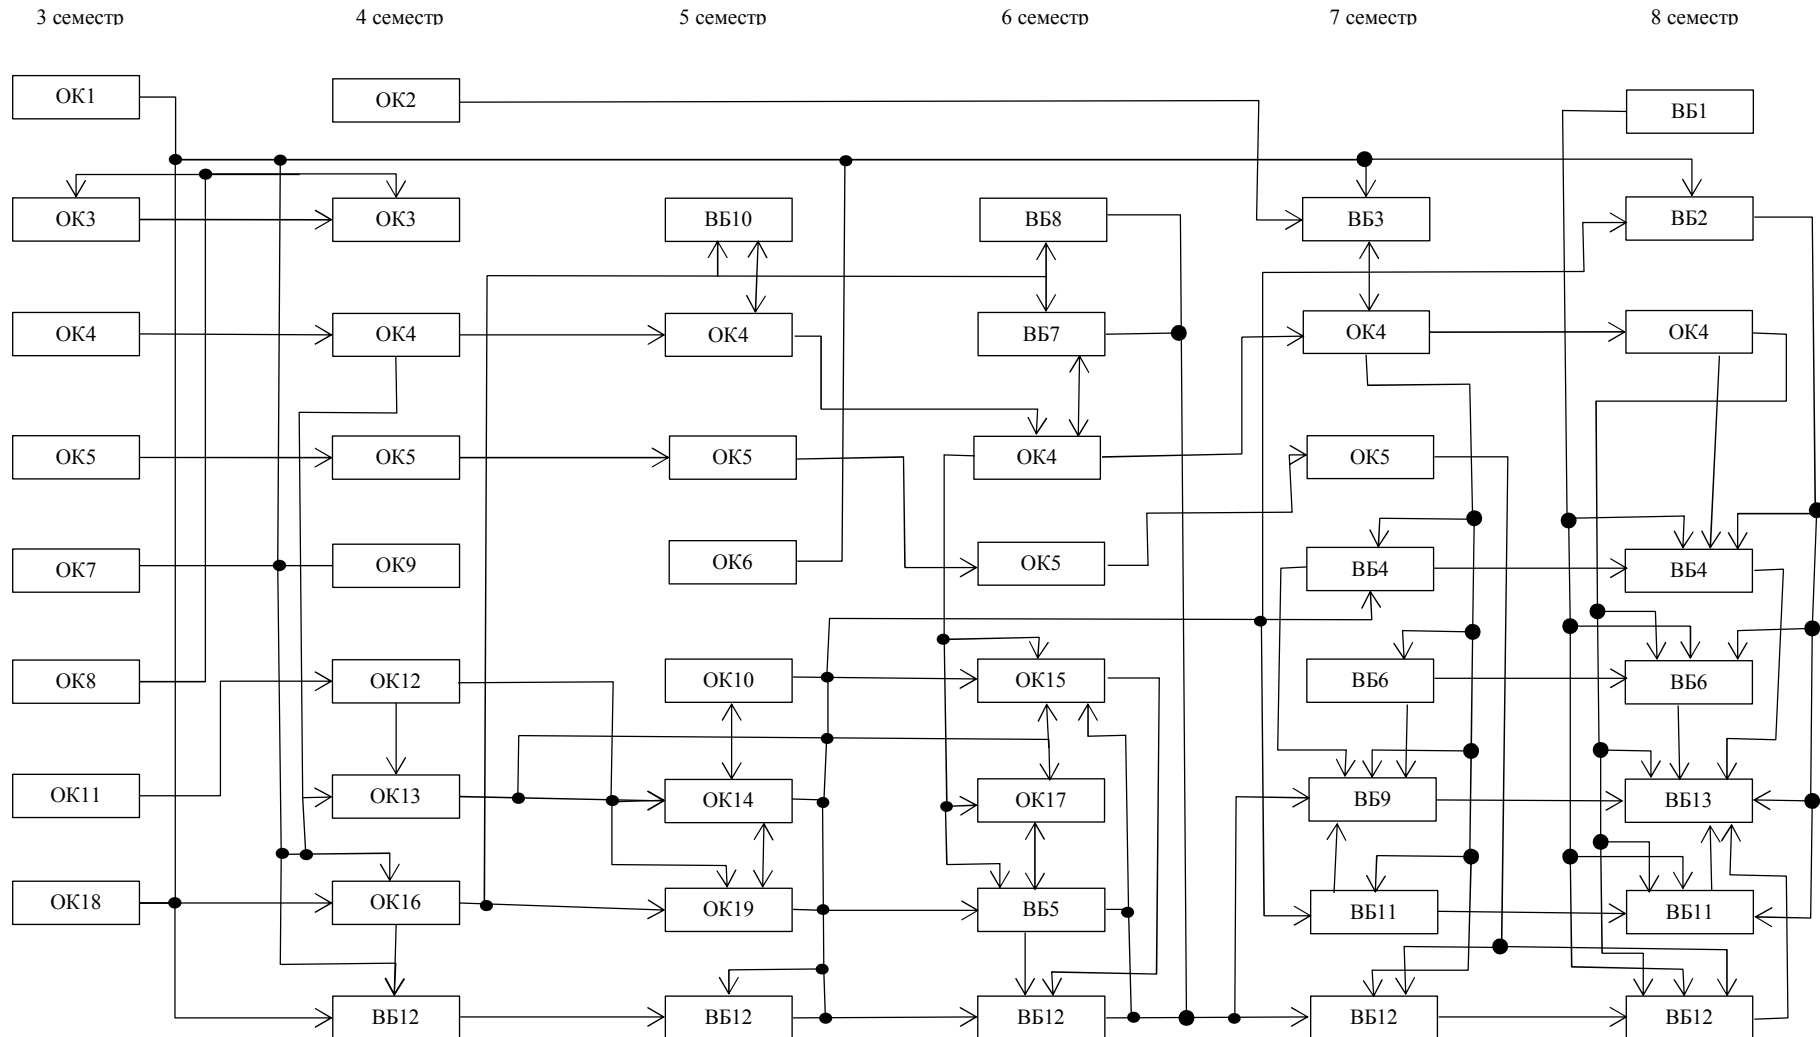 3 семестр 4 семестр 5 семестр 6 семестр 7 семестр 8 семестр
ОК1 ОК2 ВБ1
ОК3 ОК3 ВБ10 ВБ8 ВБ3 ВБ2
ОК4 ОК4 ОК4 ВБ7 ОК4 ОК4
ОК5 ОК5 ОК5 ОК4 ОК5
ОК7 ОК9 ОК6 ОК5 ВБ4 ВБ4
ОК8 ОК12 ОК10 ОК15 ВБ6 ВБ6
ОК11 ОК13 ОК14 ОК17 ВБ9 ВБ13
ОК18 ОК16 ОК19 ВБ5 ВБ11 ВБ11
ВБ12 ВБ12 ВБ12 ВБ12 ВБ12